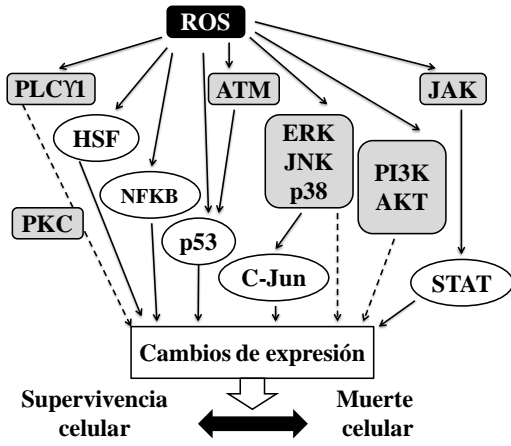 ROS
PLCϒ1
ATM
JAK
HSF
ERK
JNK
p38
PI3K
AKT
NFKB
PKC
p53
C-Jun
STAT
Cambios de expresión
Supervivencia
celular
Muerte
celular